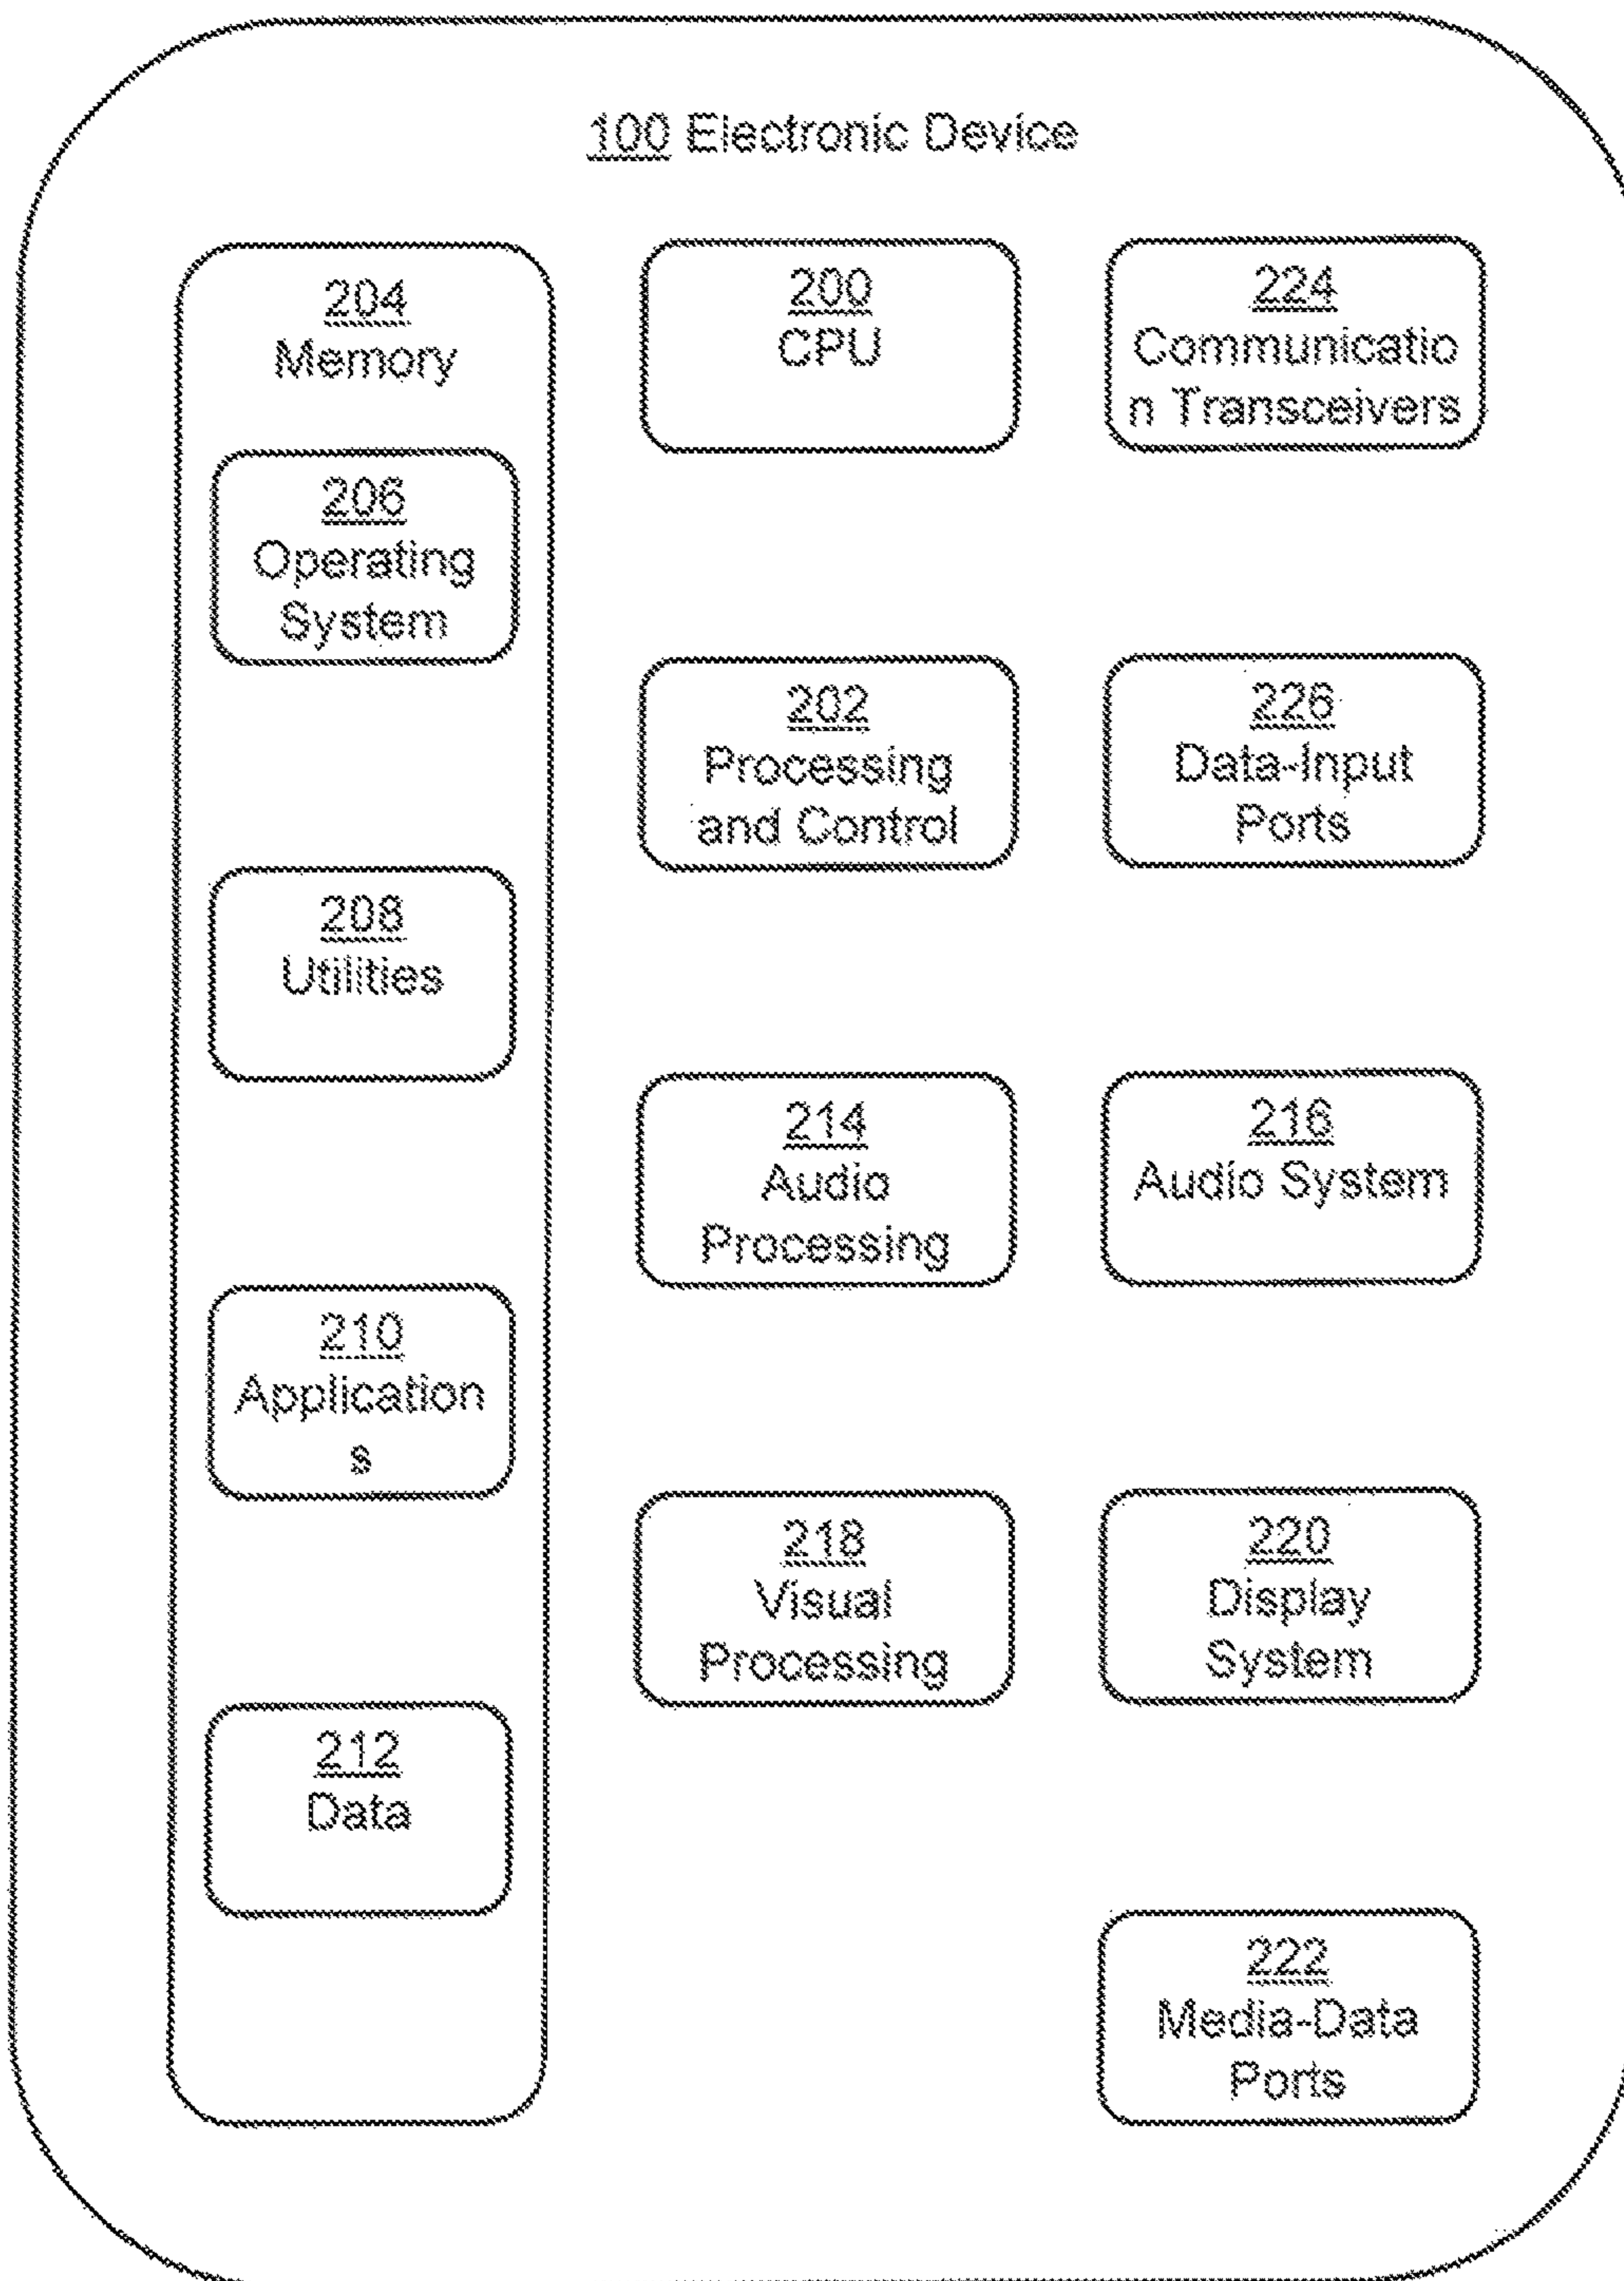 100 Electronic Device
204
Memory
206
Operating
System
208
Utilities
210
Application
s
212
Data
200
CPU
202
Processing
and Control
214
Audio
Processing
218
Visual
Processing
224
Communicatio
n Transceivers
226
Data-Input
Ports
216
Audio System
220
Display
System
222
Media-Data
Ports